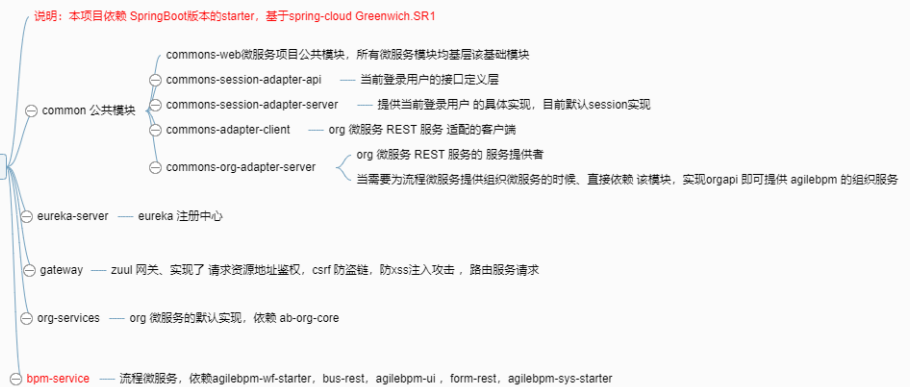 说明：本项目依赖 SpringBoot版本的starter，基于spring-cloud Greenwich.SR1
commons-web微服务项目公共模块，所有微服务模块均基层该基础模块
commons-session-adapter-api 当前登录用户的接口定义层
common 公共模块
commons-session-adapter-server 提供当前登录用户 的具体实现，目前默认session实现
commons-adapter-client org 微服务 REST 服务 适配的客户端
org 微服务 REST 服务的 服务提供者
commons-org-adapter-server
当需要为流程微服务提供组织微服务的时候、直接依赖 该模块，实现orgapi 即可提供 agilebpm 的组织服务
eureka-server eureka 注册中心
gateway zuul 网关、实现了 请求资源地址鉴权，csrf 防盗链，防xss注入攻击 ，路由服务请求
org-services org 微服务的默认实现，依赖 ab-org-core
bpm-service 流程微服务，依赖agilebpm-wf-starter，bus-rest，agilebpm-ui ，form-rest，agilebpm-sys-starter